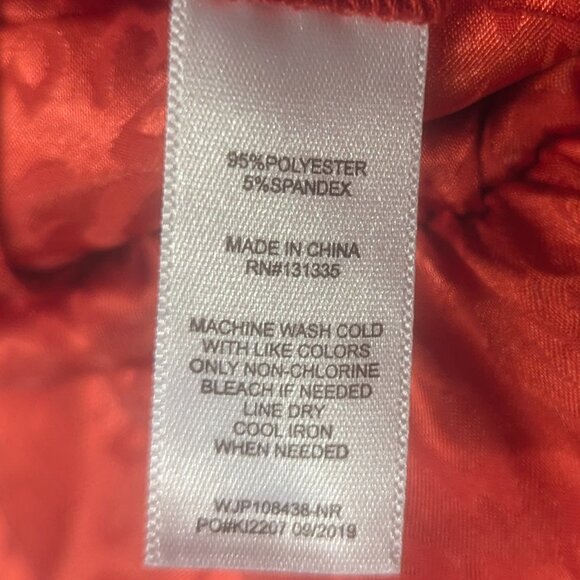 95%POLYESTER
5%SPANDEX
MADE IN CHINA
RN#131335
MACHINE WASH COLD
WITH LIKE COLORS
ONLY NON-CHLORINE
BLEACH IF NEEDED
LINE DRY
COOL IRON
WHEN NEEDED
WJP108438-NR
PO#KI2207 09/2019